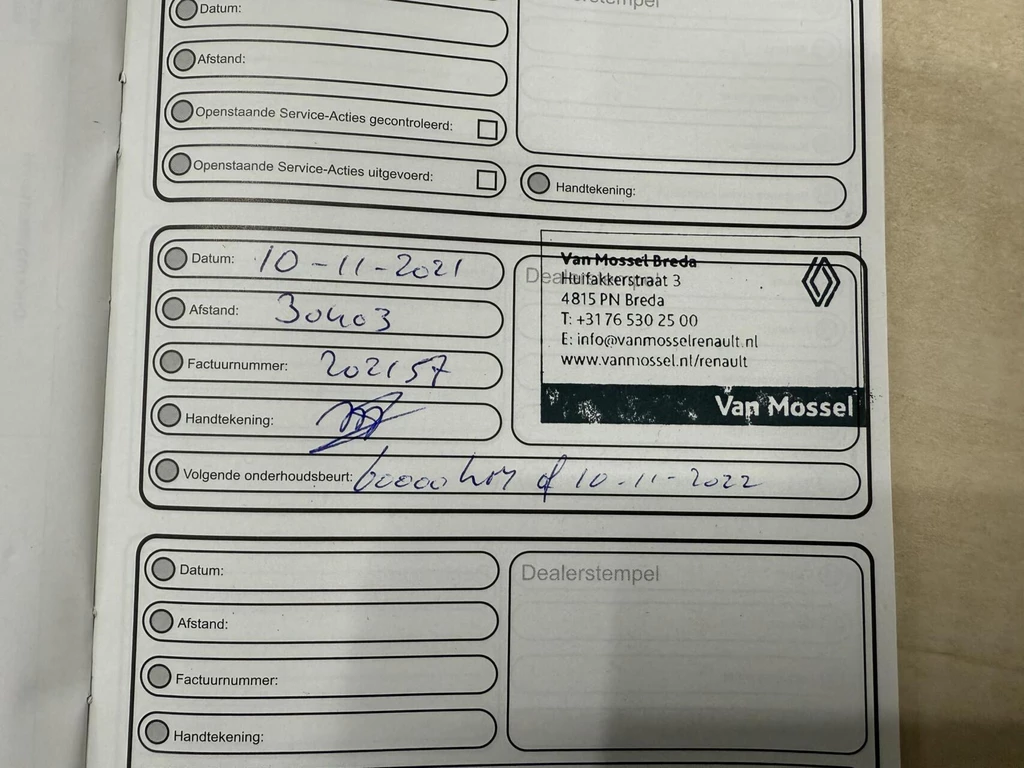 Datum:
Afstand:
Openstaande Service-Acties gecontroleerd:
Openstaande Service-Acties uitgevoerd:
Handtekening:
Datum: 10-11-2021
Afstand: 30403
Factuurnummer: 202157
Handtekening:
Volgende onderhoudsbeurt: 60000 km of 10-11-2022
Van Mossel Breda
Huifakkerstraat 3
4815 PN Breda
T: +31 76 530 25 00
E: info@vanmosselrenault.nl
www.vanmossel.nl/renault
Van Mossel
Datum:
Afstand:
Factuurnummer:
Handtekening:
Dealerstempel